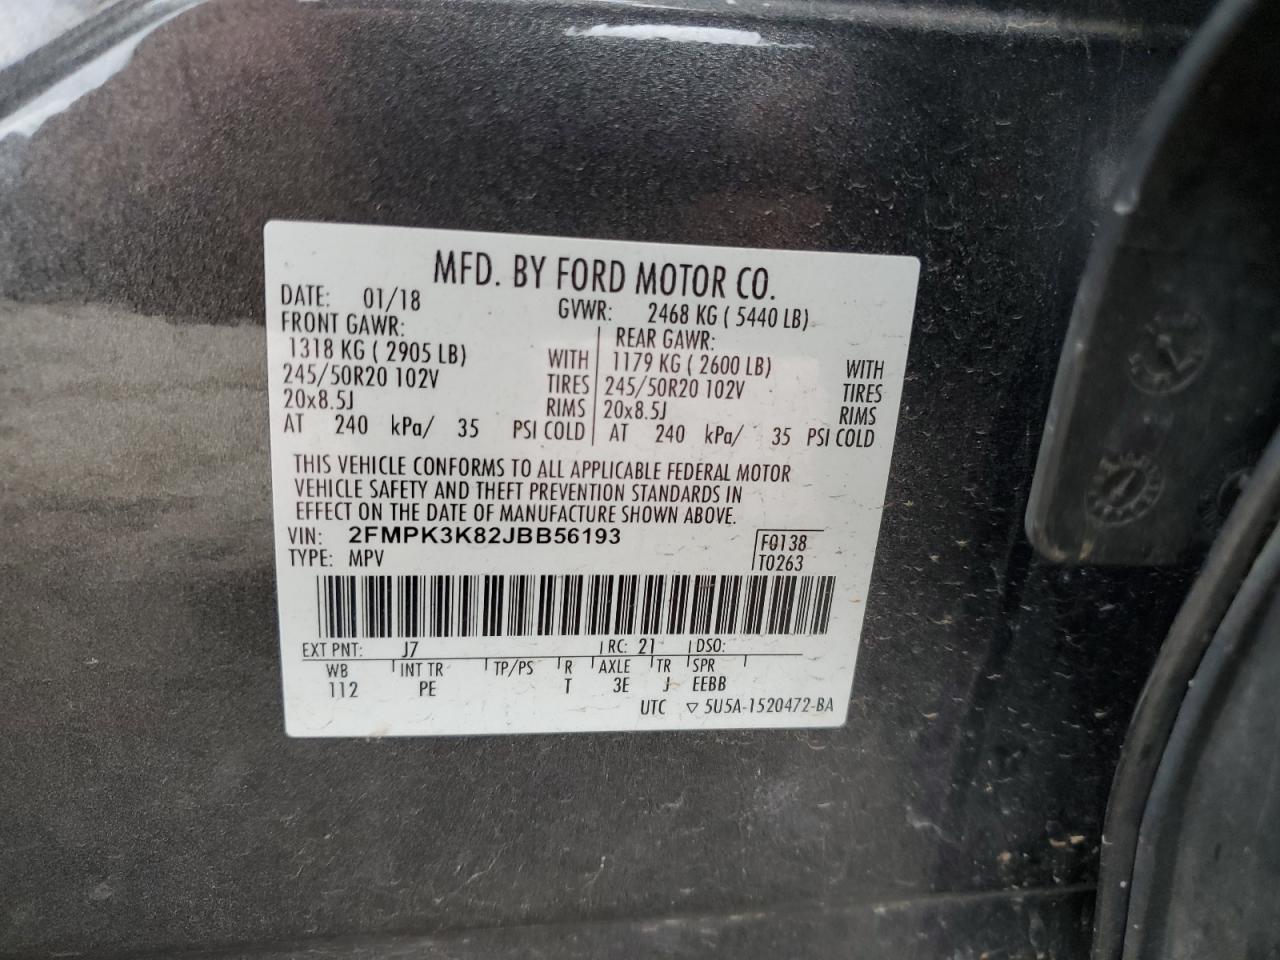 MFD. BY FORD MOTOR CO.
DATE: 01/18 GVWR: 2468 KG ( 5440 LB)
FRONT GAWR: REAR GAWR:
1318 KG ( 2905 LB) WITH 1179 KG ( 2600 LB) WITH
245/50R20 102V TIRES 245/50R20 102V TIRES
20x8.5J RIMS 20x8.5J RIMS
AT 240 kPa/ 35 PSI COLD AT 240 kPa/ 35 PSI COLD
THIS VEHICLE CONFORMS TO ALL APPLICABLE FEDERAL MOTOR
VEHICLE SAFETY AND THEFT PREVENTION STANDARDS IN
EFFECT ON THE DATE OF MANUFACTURE SHOWN ABOVE.
VIN: 2FMPK3K82JBB56193 F0138
TYPE: MPV T0263
EXT PNT: J7 RC: 21 DSO:
WB INT TR TP/PS R AXLE TR SPR
112 PE T 3E J EEBB
UTC ▽ 5U5A-1520472-BA